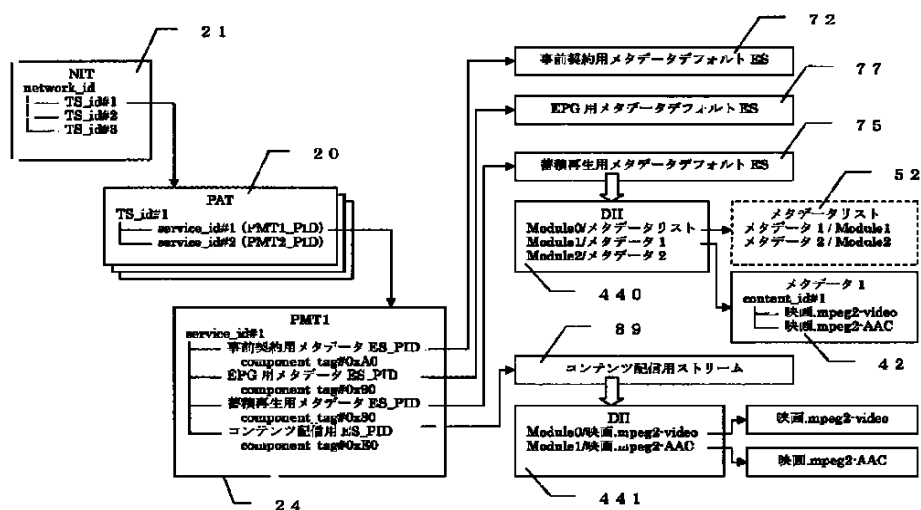 21
NIT
network_id
TS_id#1
TS_id#2
TS_id#3
20
PAT
TS_id#1
service_id#1 (PMT1_PID)
service_id#2 (PMT2_PID)
PMT1
service_id#1
事前契約用メタデータ ES_PID
component tag#0xA0
EPG 用メタデータ ES_PID
component tag#0x90
蓄積再生用メタデータ ES_PID
component tag#0x80
コンテンツ配信用 ES_PID
component tag#0xE0
24
72
事前契約用メタデータデフォルト ES
77
EPG 用メタデータデフォルト ES
75
蓄積再生用メタデータデフォルト ES
DII
Module0/メタデータリスト
Module1/メタデータ 1
Module2/メタデータ 2
440
52
メタデータリスト
メタデータ 1 / Module1
メタデータ 2 / Module2
メタデータ 1
content_id#1
映画.mpeg2-video
映画.mpeg2-AAC
42
89
コンテンツ配信用ストリーム
DII
Module0/映画.mpeg2-video
Module1/映画.mpeg2-AAC
441
映画.mpeg2-video
映画.mpeg2-AAC